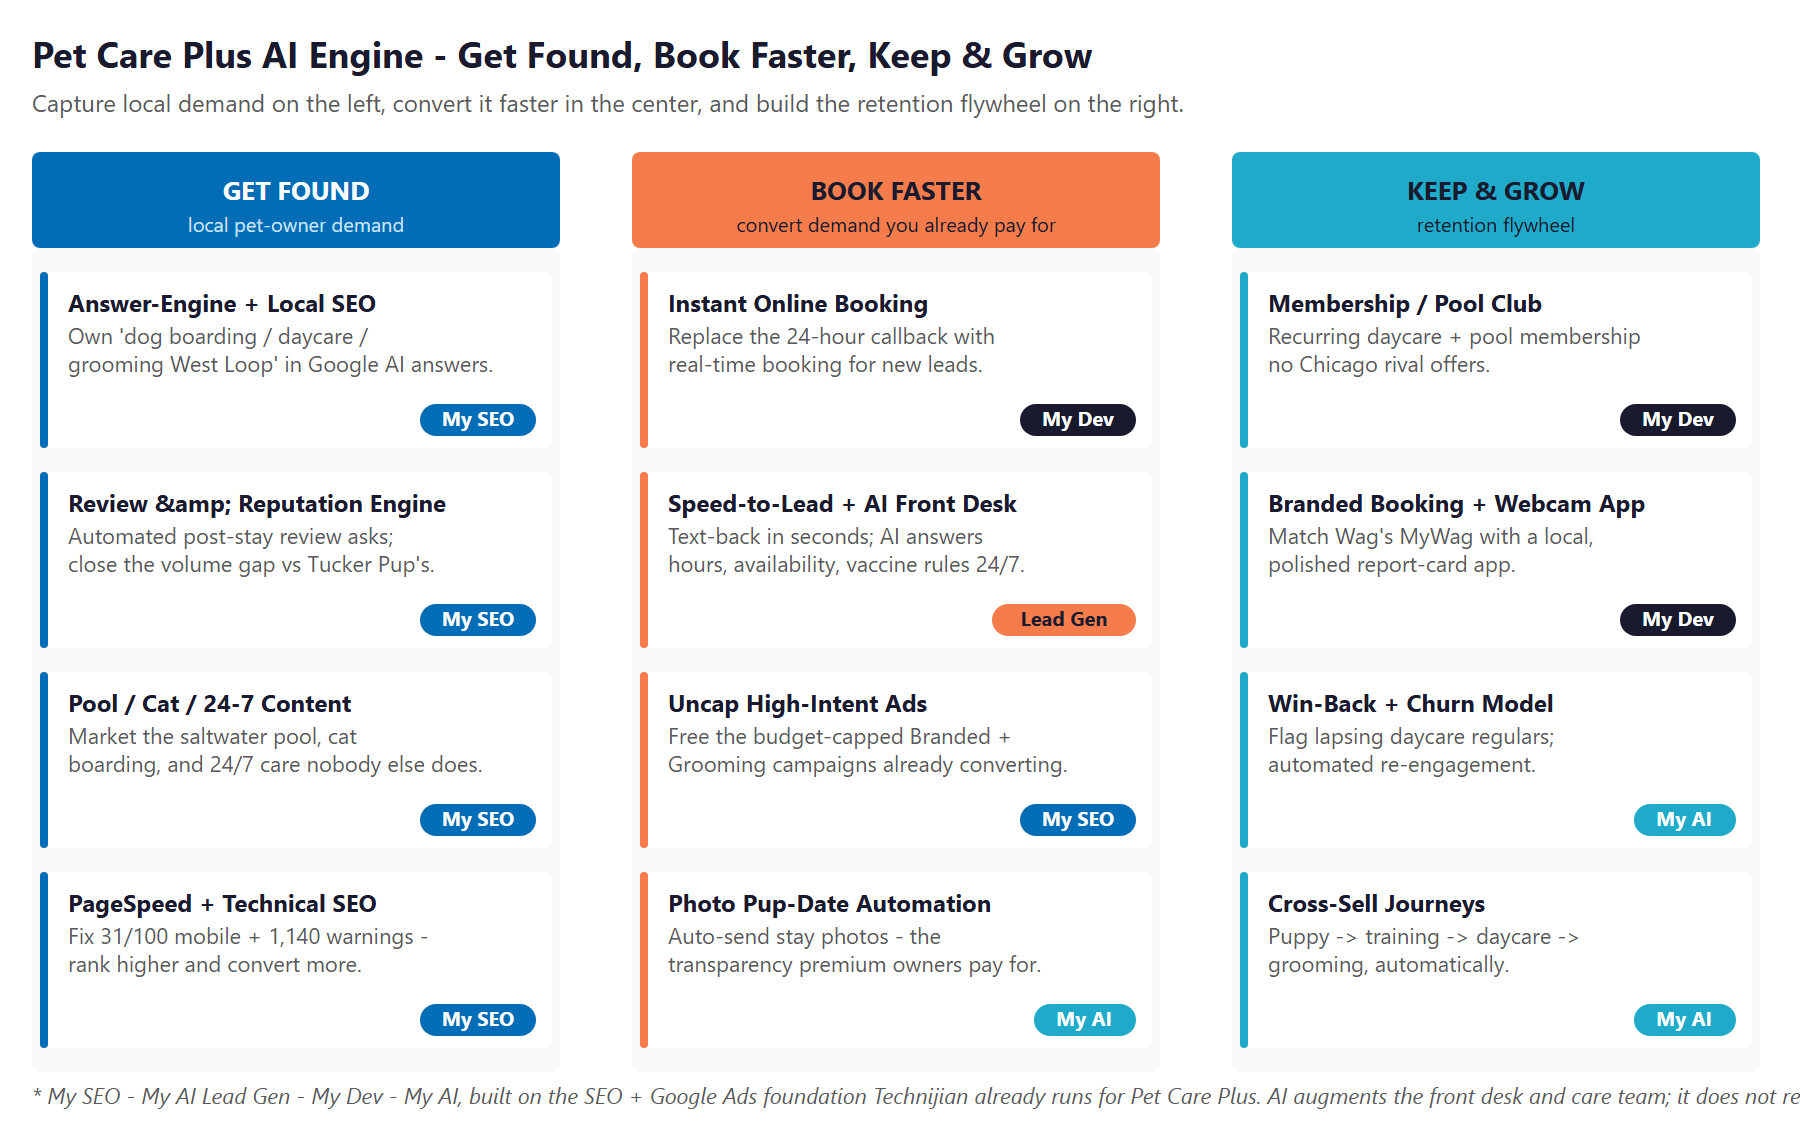 Pet Care Plus AI Engine - Get Found, Book Faster, Keep & Grow
Capture local demand on the left, convert it faster in the center, and build the retention flywheel on the right.
GET FOUND
local pet-owner demand
Answer-Engine + Local SEO
Own 'dog boarding / daycare /
grooming West Loop' in Google AI answers.
My SEO
Review &amp; Reputation Engine
Automated post-stay review asks;
close the volume gap vs Tucker Pup's.
My SEO
Pool / Cat / 24-7 Content
Market the saltwater pool, cat
boarding, and 24/7 care nobody else does.
My SEO
PageSpeed + Technical SEO
Fix 31/100 mobile + 1,140 warnings -
rank higher and convert more.
My SEO
BOOK FASTER
convert demand you already pay for
Instant Online Booking
Replace the 24-hour callback with
real-time booking for new leads.
My Dev
Speed-to-Lead + AI Front Desk
Text-back in seconds; AI answers
hours, availability, vaccine rules 24/7.
Lead Gen
Uncap High-Intent Ads
Free the budget-capped Branded +
Grooming campaigns already converting.
My SEO
Photo Pup-Date Automation
Auto-send stay photos - the
transparency premium owners pay for.
My AI
KEEP & GROW
retention flywheel
Membership / Pool Club
Recurring daycare + pool membership
no Chicago rival offers.
My Dev
Branded Booking + Webcam App
Match Wag's MyWag with a local,
polished report-card app.
My Dev
Win-Back + Churn Model
Flag lapsing daycare regulars;
automated re-engagement.
My AI
Cross-Sell Journeys
Puppy -> training -> daycare ->
grooming, automatically.
My AI
* My SEO - My AI Lead Gen - My Dev - My AI, built on the SEO + Google Ads foundation Technijian already runs for Pet Care Plus. AI augments the front desk and care team; it does not re